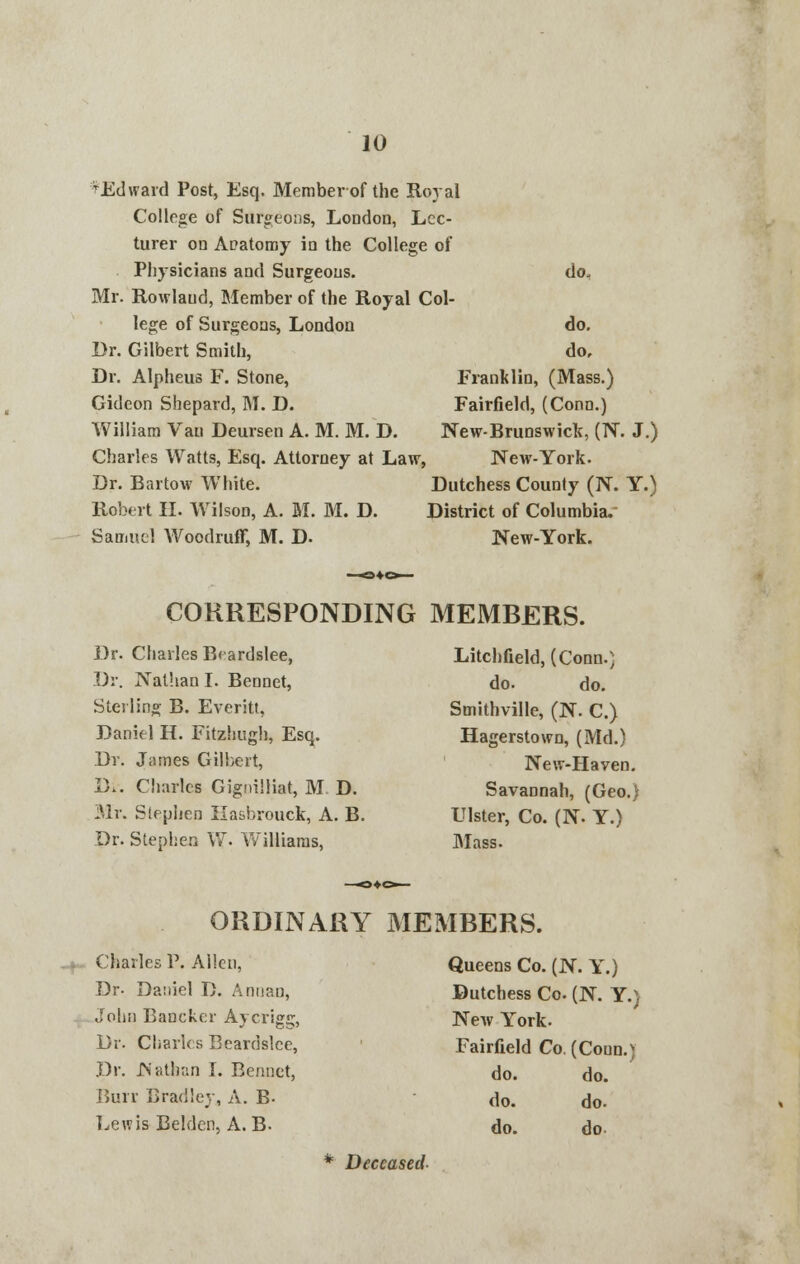 10
*Edward Post, Esq. Member of the Royal
College of Surgeons, London, Lec-
turer on Anatomy in the College of
Physicians and Surgeons. do.
Mr. Rowland, Member of the Royal Col-
lege of Surgeons, London do.
Dr. Gilbert Smith, do.
Dr. Alpheus F. Stone, Franklin, (Mass.)
Gideon Shepard, M. D. Fairfield, (Conn.)
William Van Deursen A. M. M. D. New-Brunswick, (N. J.)
Charles Watts, Esq. Attorney at Law, New-York.
Dr. Bartow White. Dutchess County (N. Y.)
Robert H. Wilson, A. M. M. D. District of Columbia.
Samuel Woodruff, M. D. New-York.
CORRESPONDING MEMBERS.
Dr. Charles Beardslee, Litchfield, (Conn.)
Dr. Nathan I. Bennet, do. do.
Sterling B. Everitt, Smithville, (N. C.)
Daniel H. Fitzhugh, Esq. Hagerstown, (Md.)
Dr. James Gilbert, New-Haven.
Dr. Charles Gignilliat, M. D. Savannah, (Geo.)
Mr. Stephen Hasbrouck, A. B. Ulster, Co. (N. Y.)
Dr. Stephen W. Williams, Mass.
ORDINARY MEMBERS.
Charles P. Allen, Queens Co. (N. Y.)
Dr. Daniel D. Annan, Dutchess Co. (N. Y.)
John Bancker Aycrigg, New York.
Dr. Charles Beardslee, Fairfield Co. (Conn.)
Dr. Nathan I. Bennet, do. do.
Burr Bradley, A. B. do. do.
Lewis Belden, A. B. do. do.
* Deceased.